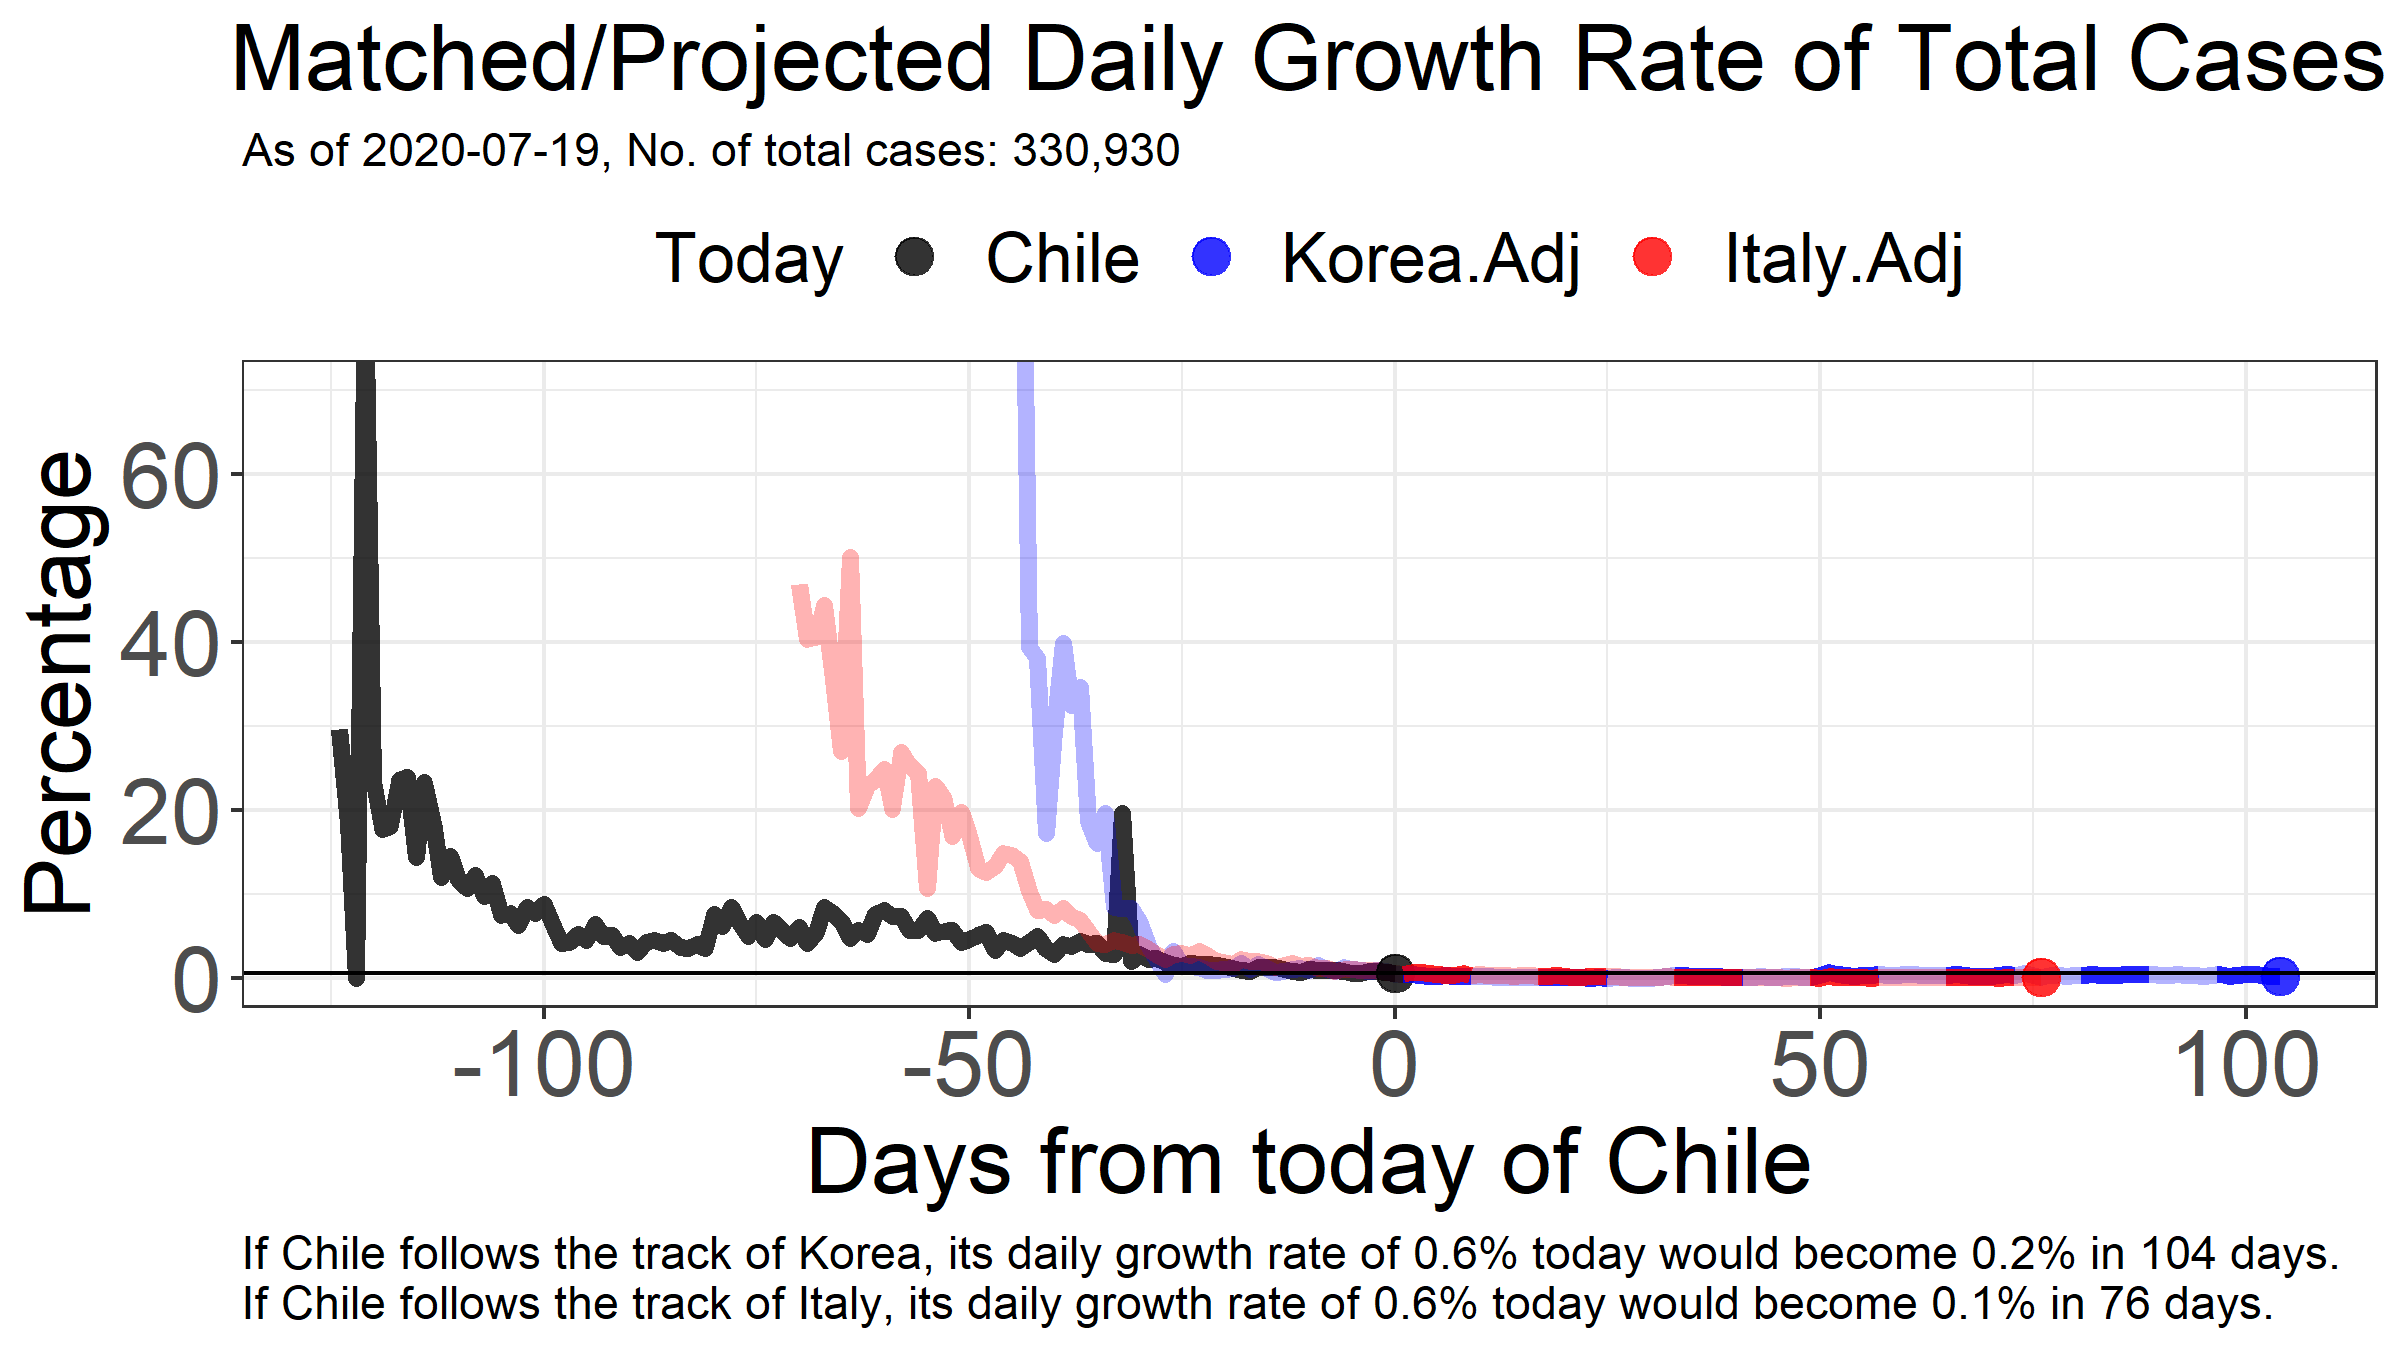 Matched/Projected Daily Growth Rate of Total Cases
As of 2020-07-19, No. of total cases: 330,930
Today Chile Korea.Adj Italy.Adj
Percentage
60
40
20
0
-100 -50 0 50 100
Days from today of Chile
If Chile follows the track of Korea, its daily growth rate of 0.6% today would become 0.2% in 104 days.
If Chile follows the track of Italy, its daily growth rate of 0.6% today would become 0.1% in 76 days.